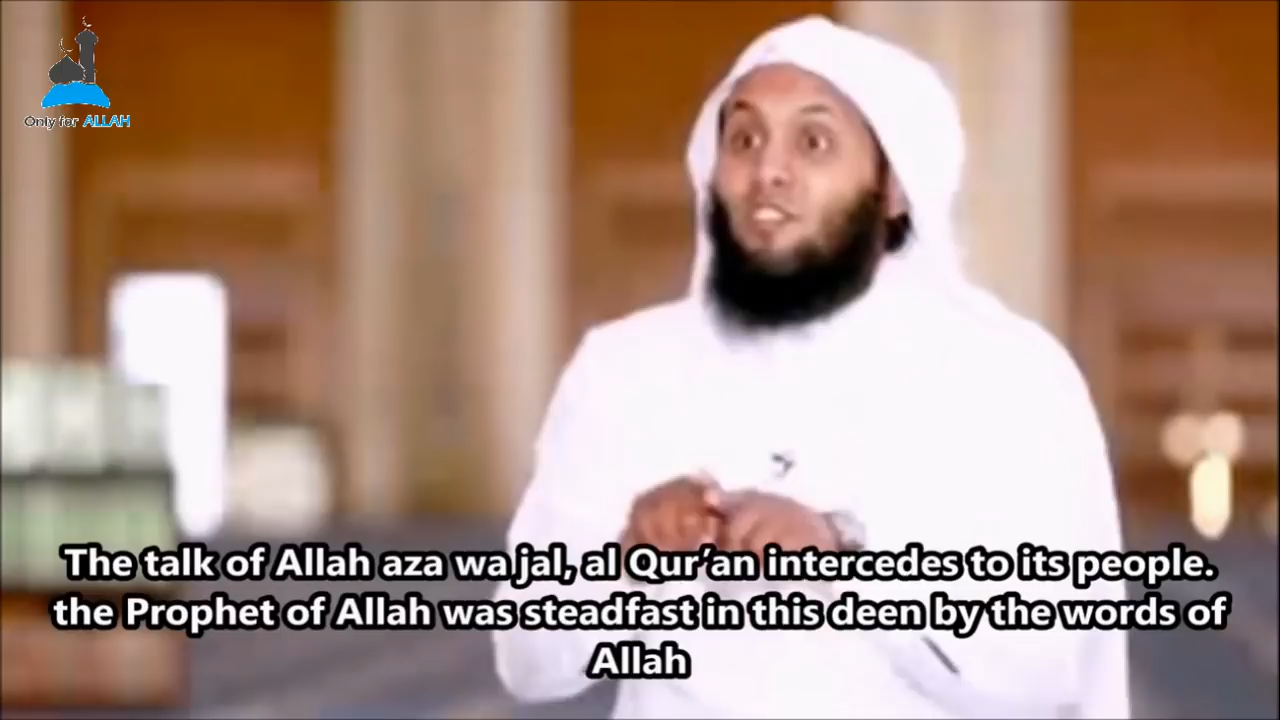 Only for ALLAH
The talk of Allah aza wa jal, al Qur’an intercedes to its people.
the Prophet of Allah was steadfast in this deen by the words of
Allah